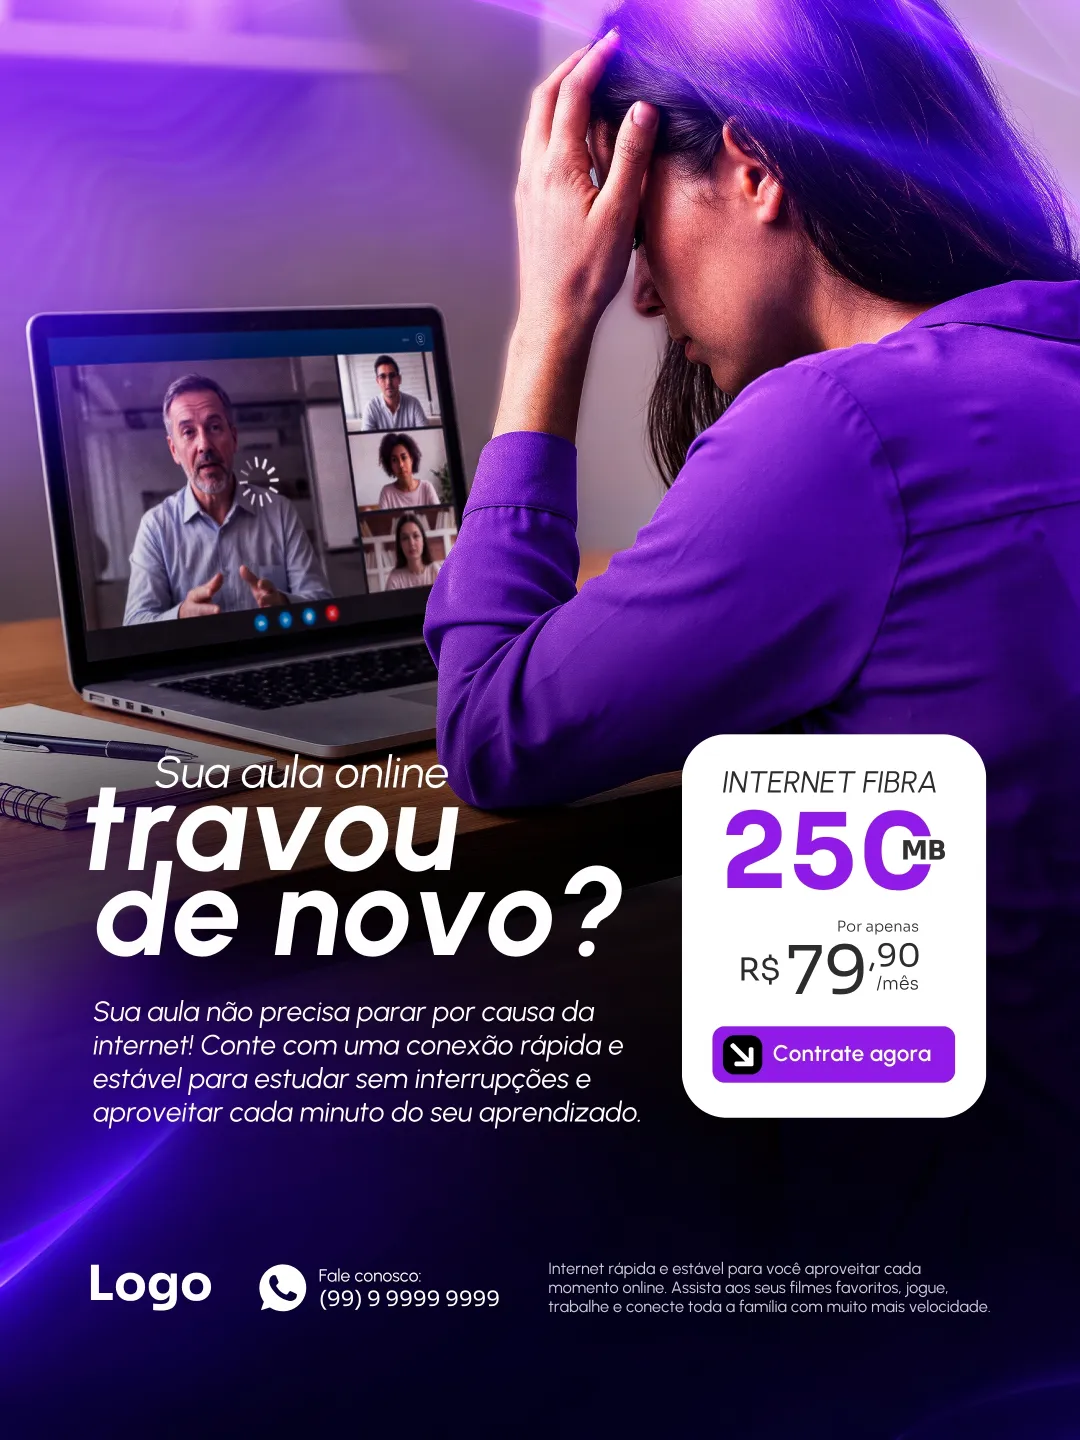 Sua aula online
travou
de novo?
Sua aula não precisa parar por causa da
internet! Conte com uma conexão rápida e
estável para estudar sem interrupções e
aproveitar cada minuto do seu aprendizado.
INTERNET FIBRA
250 MB
Por apenas
R$ 79,90
/mês
Contrate agora
Logo
Fale conosco:
(99) 9 9999 9999
Internet rápida e estável para você aproveitar cada
momento online. Assista aos seus filmes favoritos, jogue,
trabalhe e conecte toda a família com muito mais velocidade.